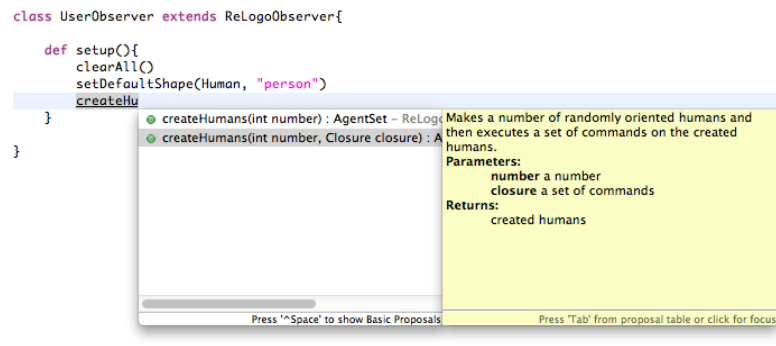 class UserObserver extends ReLogoObserver{
def setup(){
clearAll()
setDefaultShape(Human, "person")
createHu
}
}
createHumans(int number) : AgentSet – ReLogo
createHumans(int number, Closure closure) : A
Press '^Space' to show Basic Proposals
Makes a number of randomly oriented humans and
then executes a set of commands on the created
humans.
Parameters:
number a number
closure a set of commands
Returns:
created humans
Press 'Tab' from proposal table or click for focus